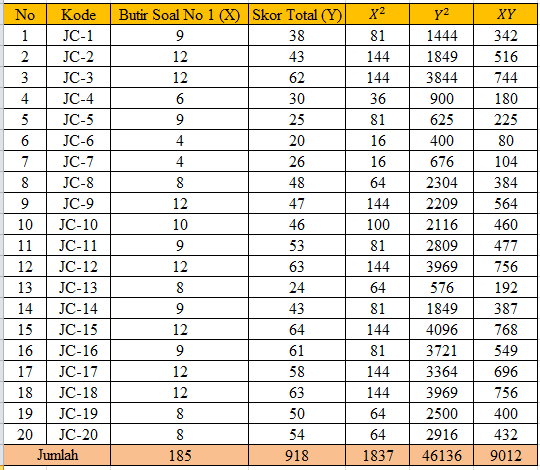 No Kode Butir Soal No 1 (X) Skor Total (Y) X² Y² XY
1 JC-1 9 38 81 1444 342
2 JC-2 12 43 144 1849 516
3 JC-3 12 62 144 3844 744
4 JC-4 6 30 36 900 180
5 JC-5 9 25 81 625 225
6 JC-6 4 20 16 400 80
7 JC-7 4 26 16 676 104
8 JC-8 8 48 64 2304 384
9 JC-9 12 47 144 2209 564
10 JC-10 10 46 100 2116 460
11 JC-11 9 53 81 2809 477
12 JC-12 12 63 144 3969 756
13 JC-13 8 24 64 576 192
14 JC-14 9 43 81 1849 387
15 JC-15 12 64 144 4096 768
16 JC-16 9 61 81 3721 549
17 JC-17 12 58 144 3364 696
18 JC-18 12 63 144 3969 756
19 JC-19 8 50 64 2500 400
20 JC-20 8 54 64 2916 432
Jumlah 185 918 1837 46136 9012